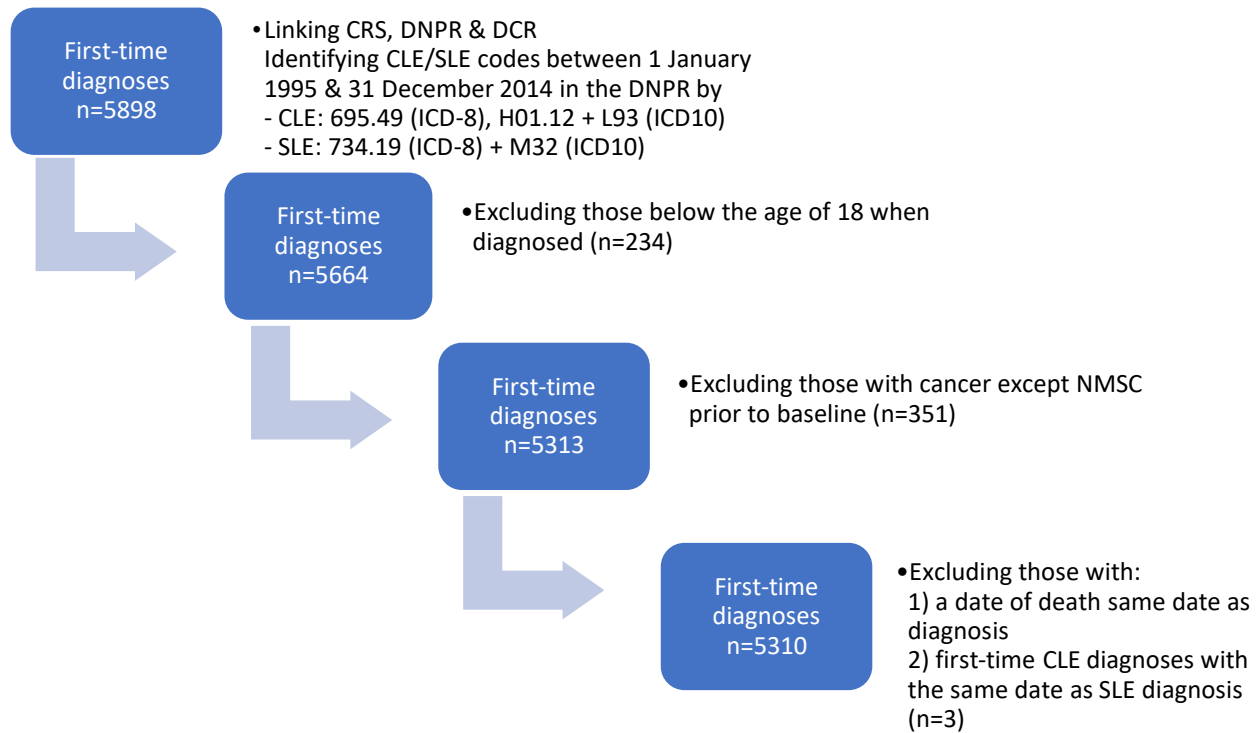 First-time
diagnoses
n=5898
•Linking CRS, DNPR & DCR
Identifying CLE/SLE codes between 1 January
1995 & 31 December 2014 in the DNPR by
- CLE: 695.49 (ICD-8), H01.12 + L93 (ICD10)
- SLE: 734.19 (ICD-8) + M32 (ICD10)
First-time
diagnoses
n=5664
•Excluding those below the age of 18 when
diagnosed (n=234)
First-time
diagnoses
n=5313
•Excluding those with cancer except NMSC
prior to baseline (n=351)
First-time
diagnoses
n=5310
•Excluding those with:
1) a date of death same date as
diagnosis
2) first-time CLE diagnoses with
the same date as SLE diagnosis
(n=3)